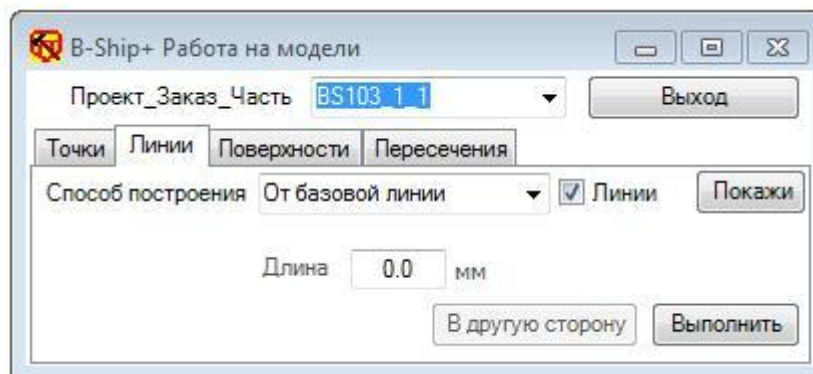 B-Ship+ Работа на модели
Проект_Заказ_Часть BS103_1_1 Выход
Точки Линии Поверхности Пересечения
Способ построения От базовой линии Линии Покажи
Длина 0.0 мм
В другую сторону Выполнить